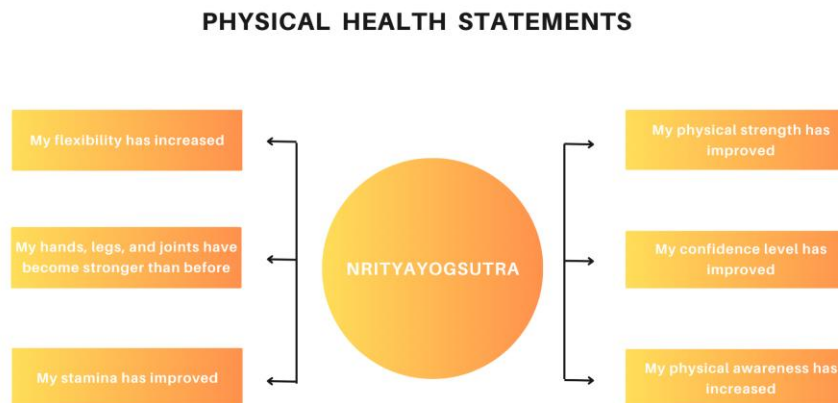 PHYSICAL HEALTH STATEMENTS
My flexibility has increased
My hands, legs, and joints have
become stronger than before
My stamina has improved
NRITYAYOGSUTRA
My physical strength has
improved
My confidence level has
improved
My physical awareness has
increased